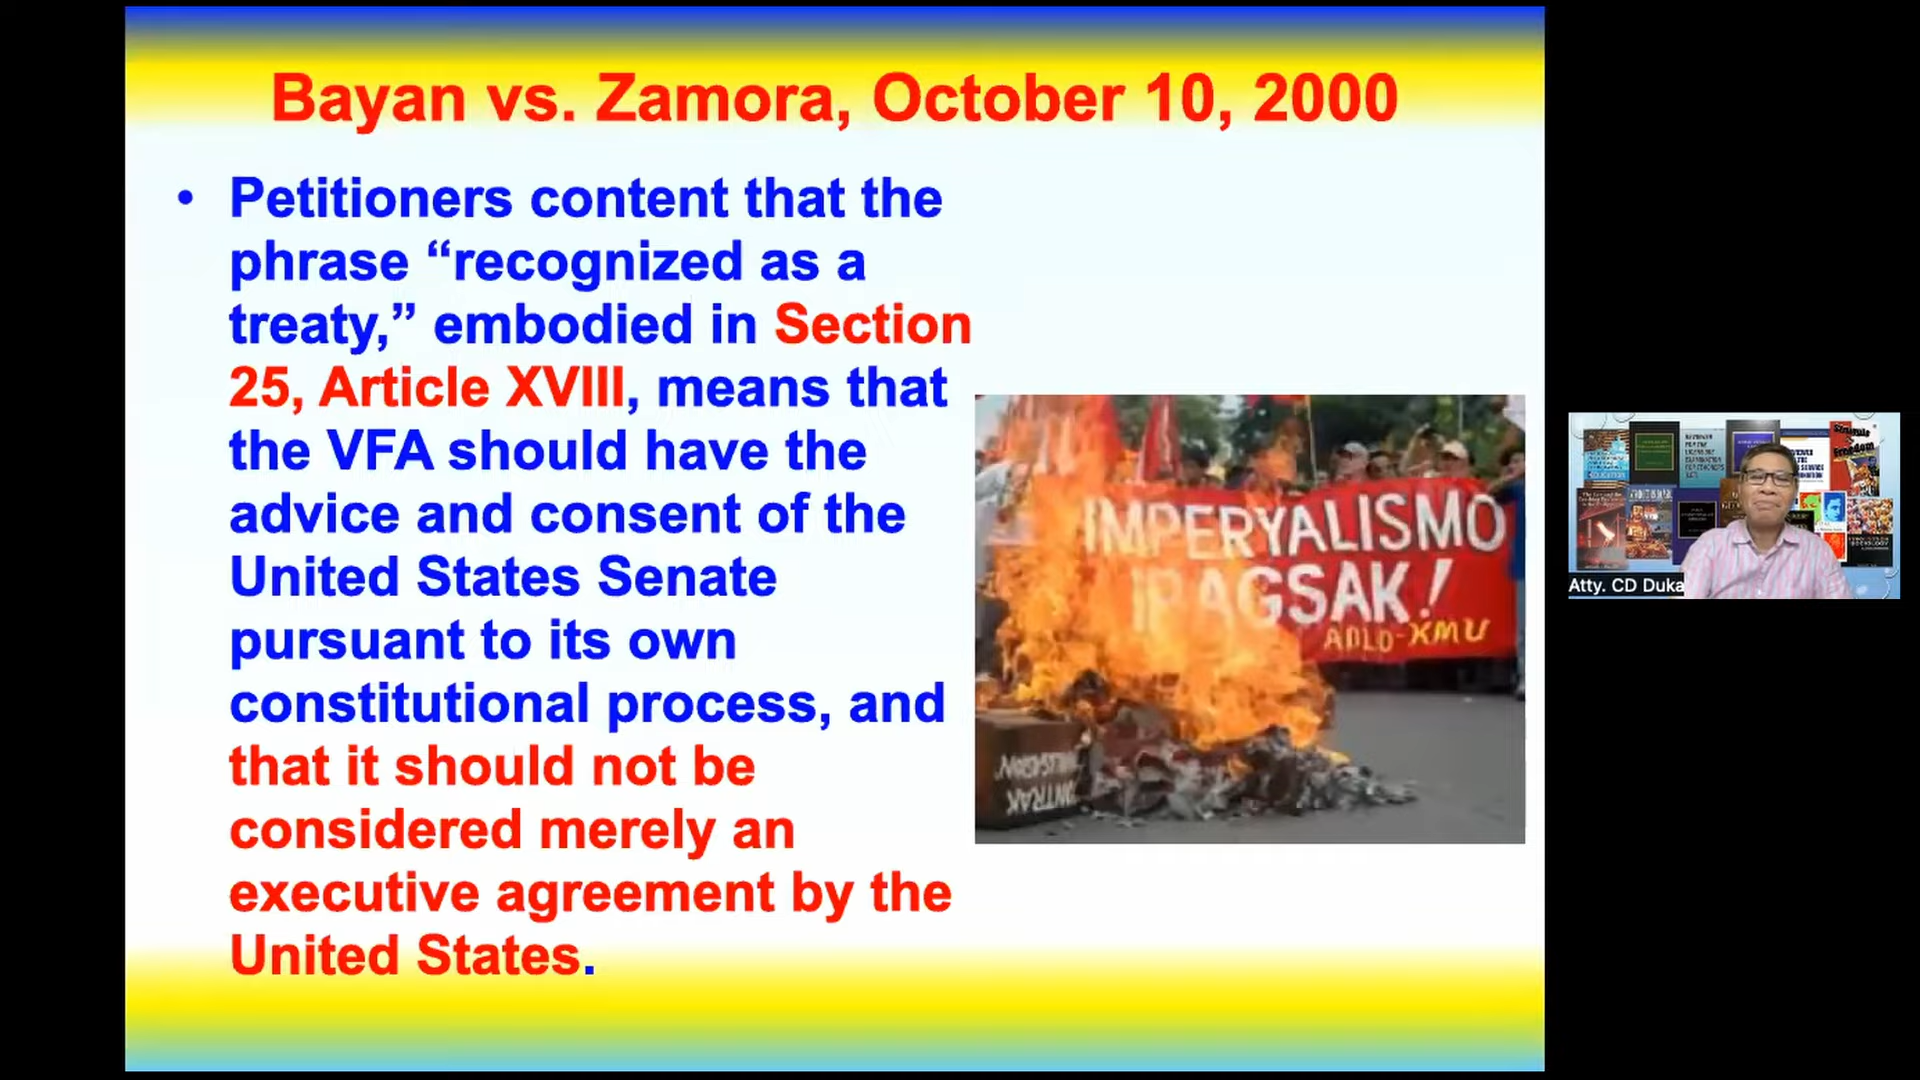 Bayan vs. Zamora, October 10, 2000
• Petitioners content that the
phrase “recognized as a
treaty,” embodied in Section
25, Article XVIII, means that
the VFA should have the
advice and consent of the
United States Senate
pursuant to its own
constitutional process, and
that it should not be
considered merely an
executive agreement by the
United States.
IMPERYALISMO
IBAGSAK!
ADLO-KMU
Atty. CD Duka